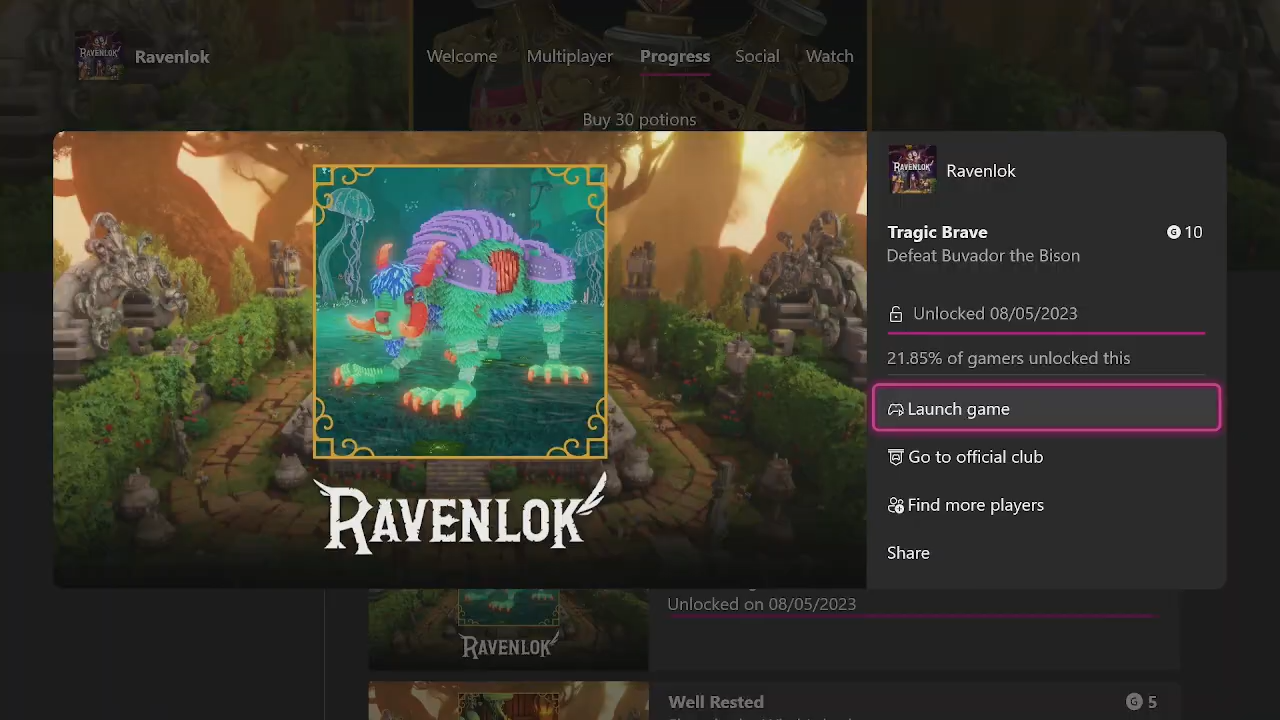 RAVENLOK
Ravenlok
Welcome
Multiplayer
Progress
Social
Watch
Buy 30 potions
RAVENLOK
RAVENLOK
Ravenlok
Tragic Brave
G 10
Defeat Buvador the Bison
Unlocked 08/05/2023
21.85% of gamers unlocked this
Launch game
Go to official club
Find more players
Share
Unlocked on 08/05/2023
RAVENLOK
Well Rested
G 5